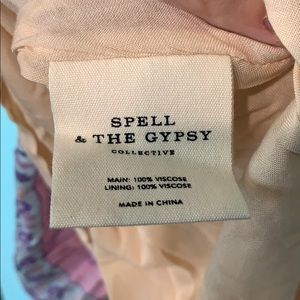 SPELL
& THE GYPSY
COLLECTIVE
MAIN: 100% VISCOSE
LINING: 100% VISCOSE
MADE IN CHINA